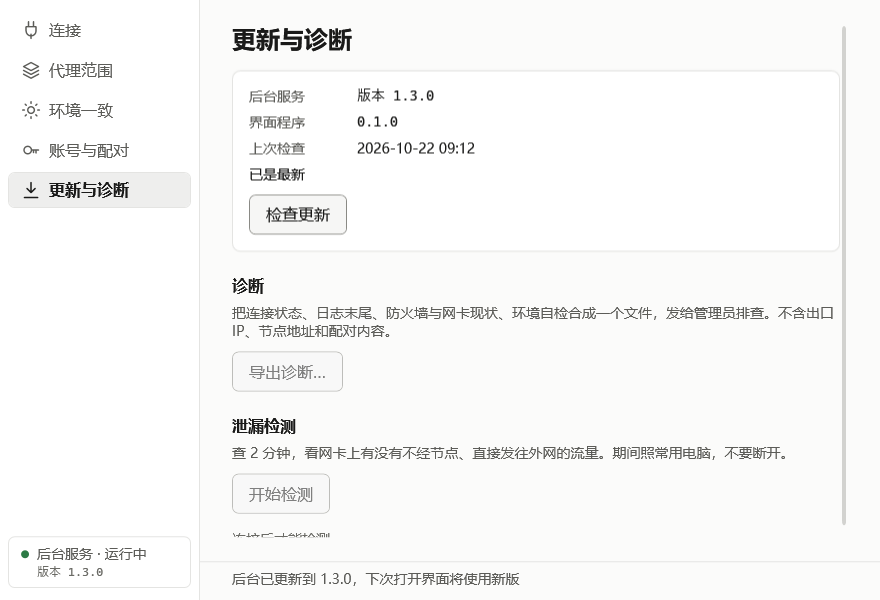 连接
代理范围
环境一致
账号与配对
更新与诊断
后台服务 · 运行中
版本 1.3.0
更新与诊断
后台服务 版本 1.3.0
界面程序 0.1.0
上次检查 2026-10-22 09:12
已是最新
检查更新
诊断
把连接状态、日志末尾、防火墙与网卡现状、环境自检合成一个文件，发给管理员排查。不含出口
IP、节点地址和配对内容。
导出诊断...
泄漏检测
查 2 分钟，看网卡上有没有不经节点、直接发往外网的流量。期间照常用电脑，不要断开。
开始检测
连接后才能检测
后台已更新到 1.3.0，下次打开界面将使用新版